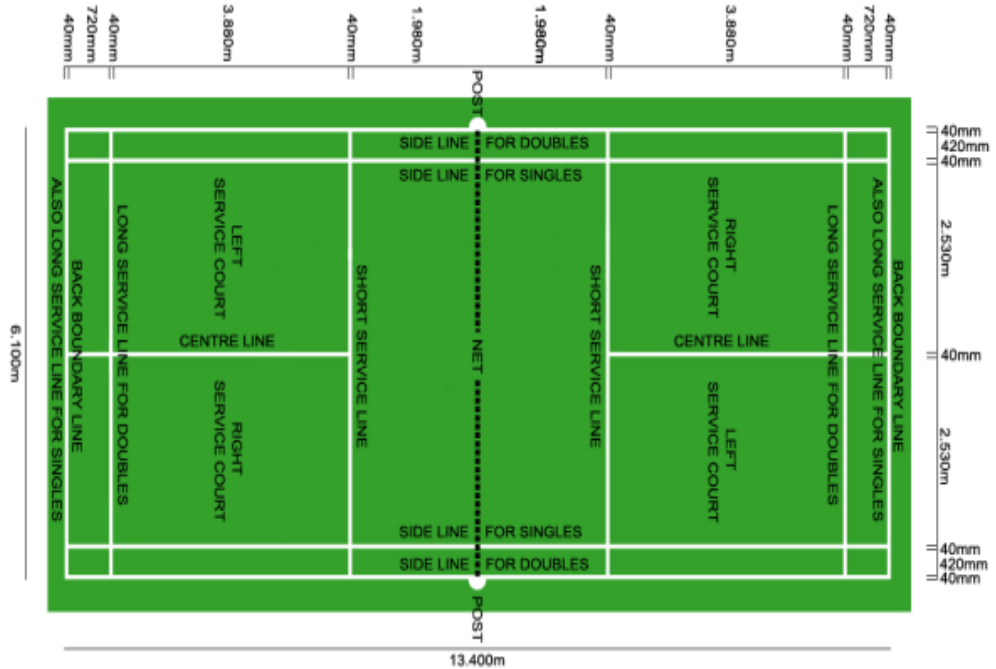 40mm
720mm
40mm
3.880m
40mm
1.980m
1.980m
40mm
3.880m
40mm
720mm
40mm
POST
SIDE LINE FOR DOUBLES
SIDE LINE FOR SINGLES
40mm
420mm
40mm
ALSO LONG SERVICE LINE FOR SINGLES
BACK BOUNDARY LINE
LONG SERVICE LINE FOR DOUBLES
LEFT
SERVICE COURT
SHORT SERVICE LINE
NET
SHORT SERVICE LINE
RIGHT
SERVICE COURT
LONG SERVICE LINE FOR DOUBLES
ALSO LONG SERVICE LINE FOR SINGLES
BACK BOUNDARY LINE
2.530m
6.100m
CENTRE LINE
CENTRE LINE
40mm
RIGHT
SERVICE COURT
LEFT
SERVICE COURT
2.530m
SIDE LINE FOR SINGLES
SIDE LINE FOR DOUBLES
40mm
420mm
40mm
POST
13.400m